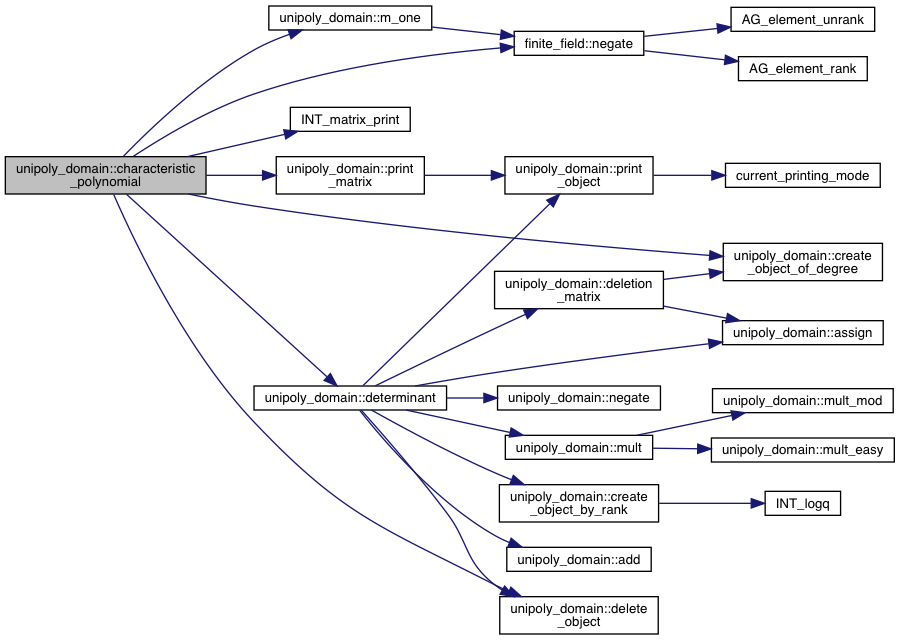 unipoly_domain::characteristic
_polynomial
unipoly_domain::m_one
finite_field::negate
AG_element_unrank
AG_element_rank
INT_matrix_print
unipoly_domain::print
_matrix
unipoly_domain::print
_object
current_printing_mode
unipoly_domain::create
_object_of_degree
unipoly_domain::deletion
_matrix
unipoly_domain::assign
unipoly_domain::determinant
unipoly_domain::negate
unipoly_domain::mult
unipoly_domain::mult_mod
unipoly_domain::mult_easy
unipoly_domain::create
_object_by_rank
INT_logq
unipoly_domain::add
unipoly_domain::delete
_object